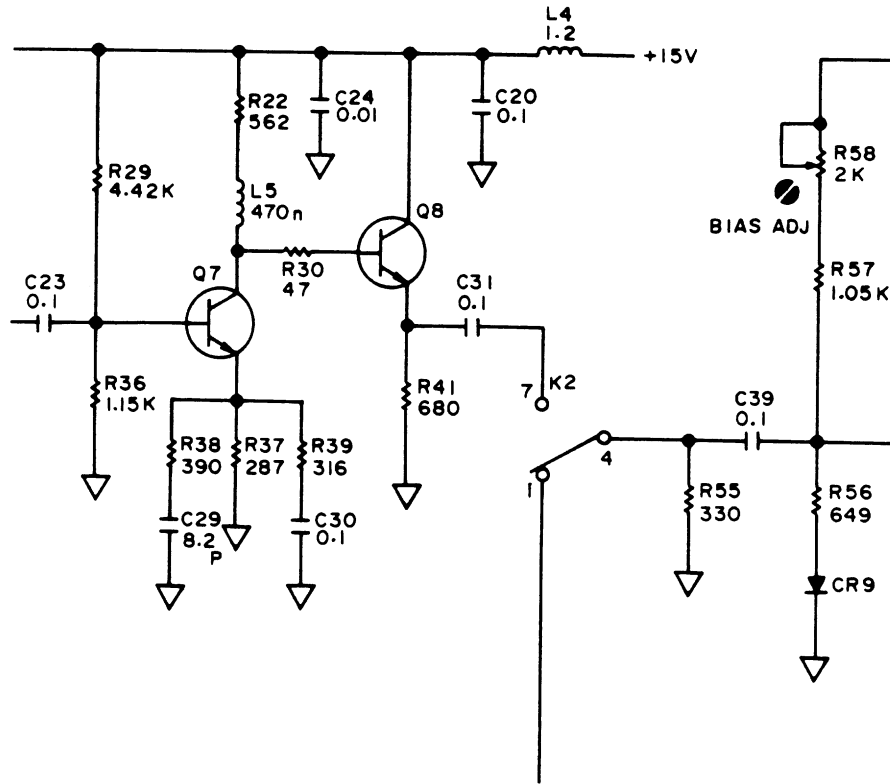 L4
1.2
+15V
R22
562
C24
0.01
C20
0.1
R29
4.42K
L5
470n
Q8
R58
2K
BIAS ADJ
Q7
R30
47
C23
0.1
C31
0.1
R57
1.05K
R36
1.15K
R41
680
7
K2
C39
0.1
R38
390
R37
287
R39
316
4
1
R55
330
R56
649
C29
8.2
P
C30
0.1
CR9